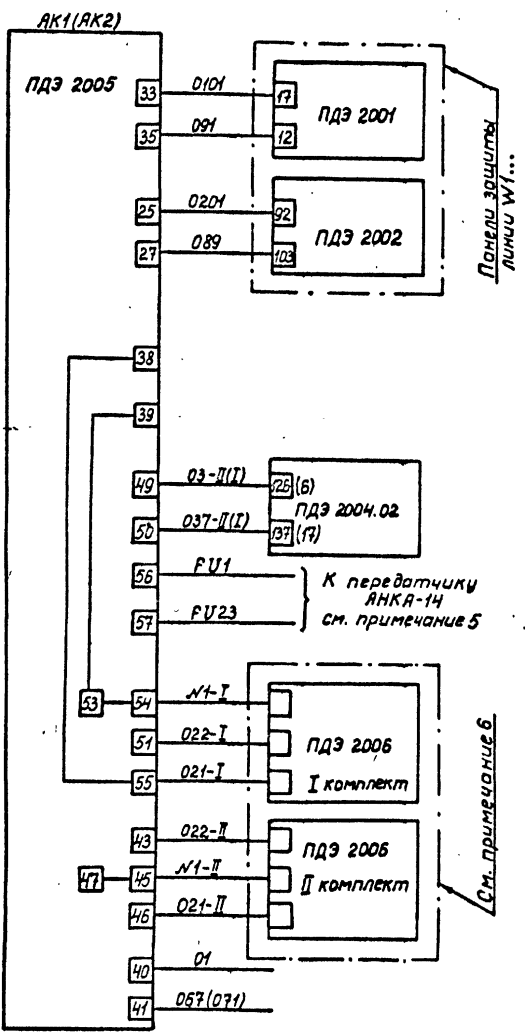 АК1(АК2)
ПДЭ 2005
33 0101 17 ПДЭ 2001
35 091 12
25 0201 92 ПДЭ 2002
27 089 103
Панели защиты
линии W1...
38
39
49 03-II(I) 126 (6)
ПДЭ 2004.02
50 037-II(I) 137 (17)
56 FU1
57 FU23
К передатчику
АНКА-14
см. примечание 5
53 54 N1-I
51 022-I ПДЭ 2006
55 021-I I комплект
43 022-II ПДЭ 2006
47 45 N1-II II комплект
46 021-II
См. примечание 6
40 01
41 067(071)